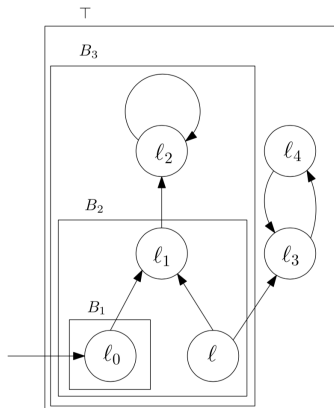 ⊤
B₃
ℓ₂ ℓ₄
B₂
ℓ₁ ℓ₃
B₁
ℓ₀ ℓ